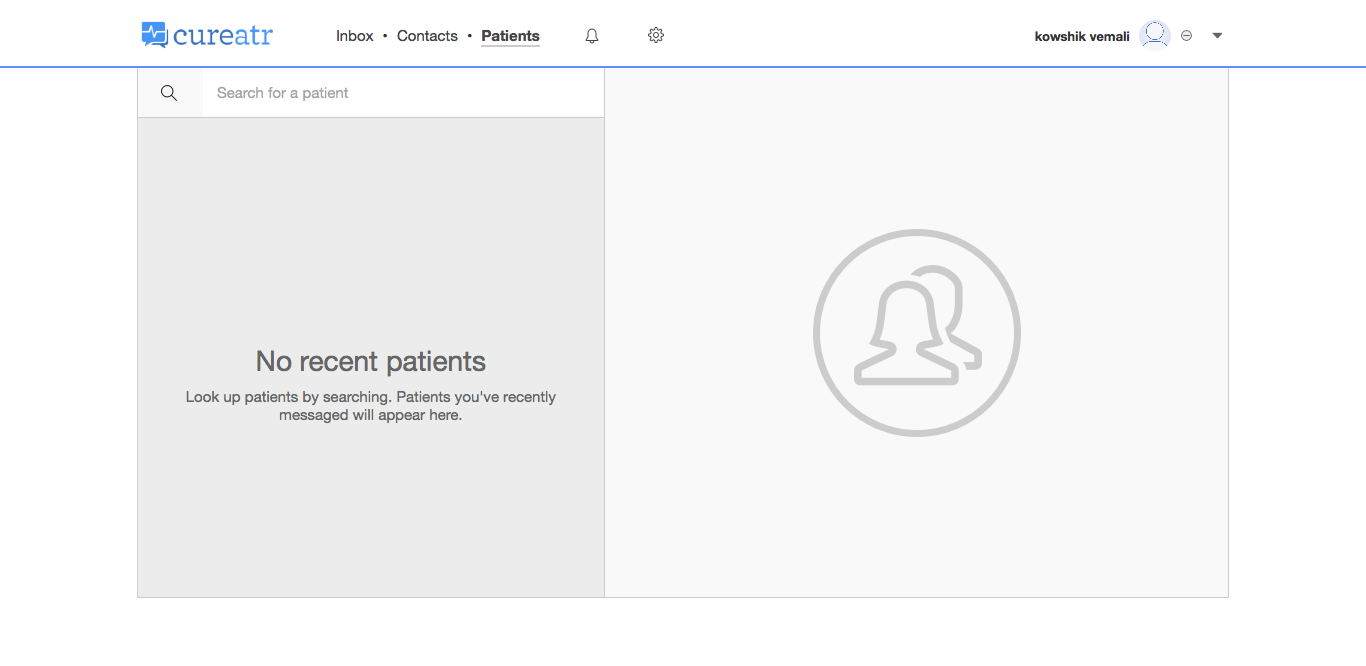 cureatr
Inbox • Contacts • Patients
kowshik vemali
Search for a patient
No recent patients
Look up patients by searching. Patients you've recently
messaged will appear here.